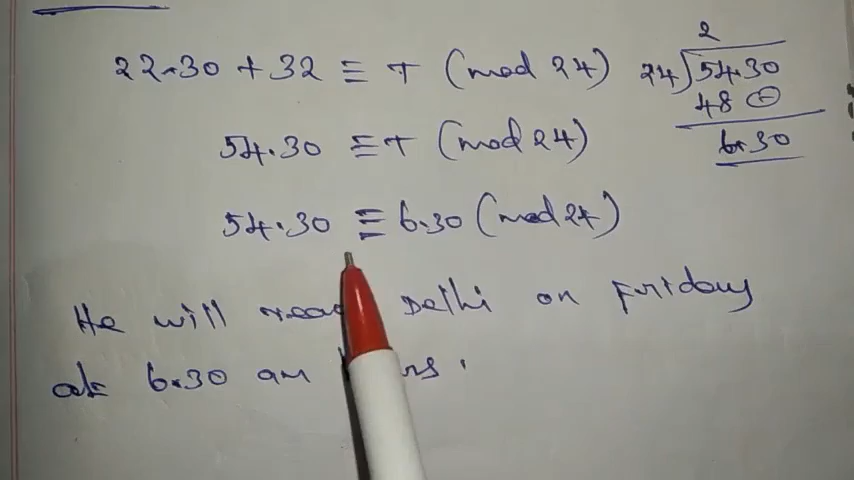 22.30 + 32 ≡ T (mod 24)
54.30 ≡ T (mod 24)
54.30 ≡ 6.30 (mod 24)
2
24)54.30
48 (-)
6.30
He will Delhi on Friday
at 6.30